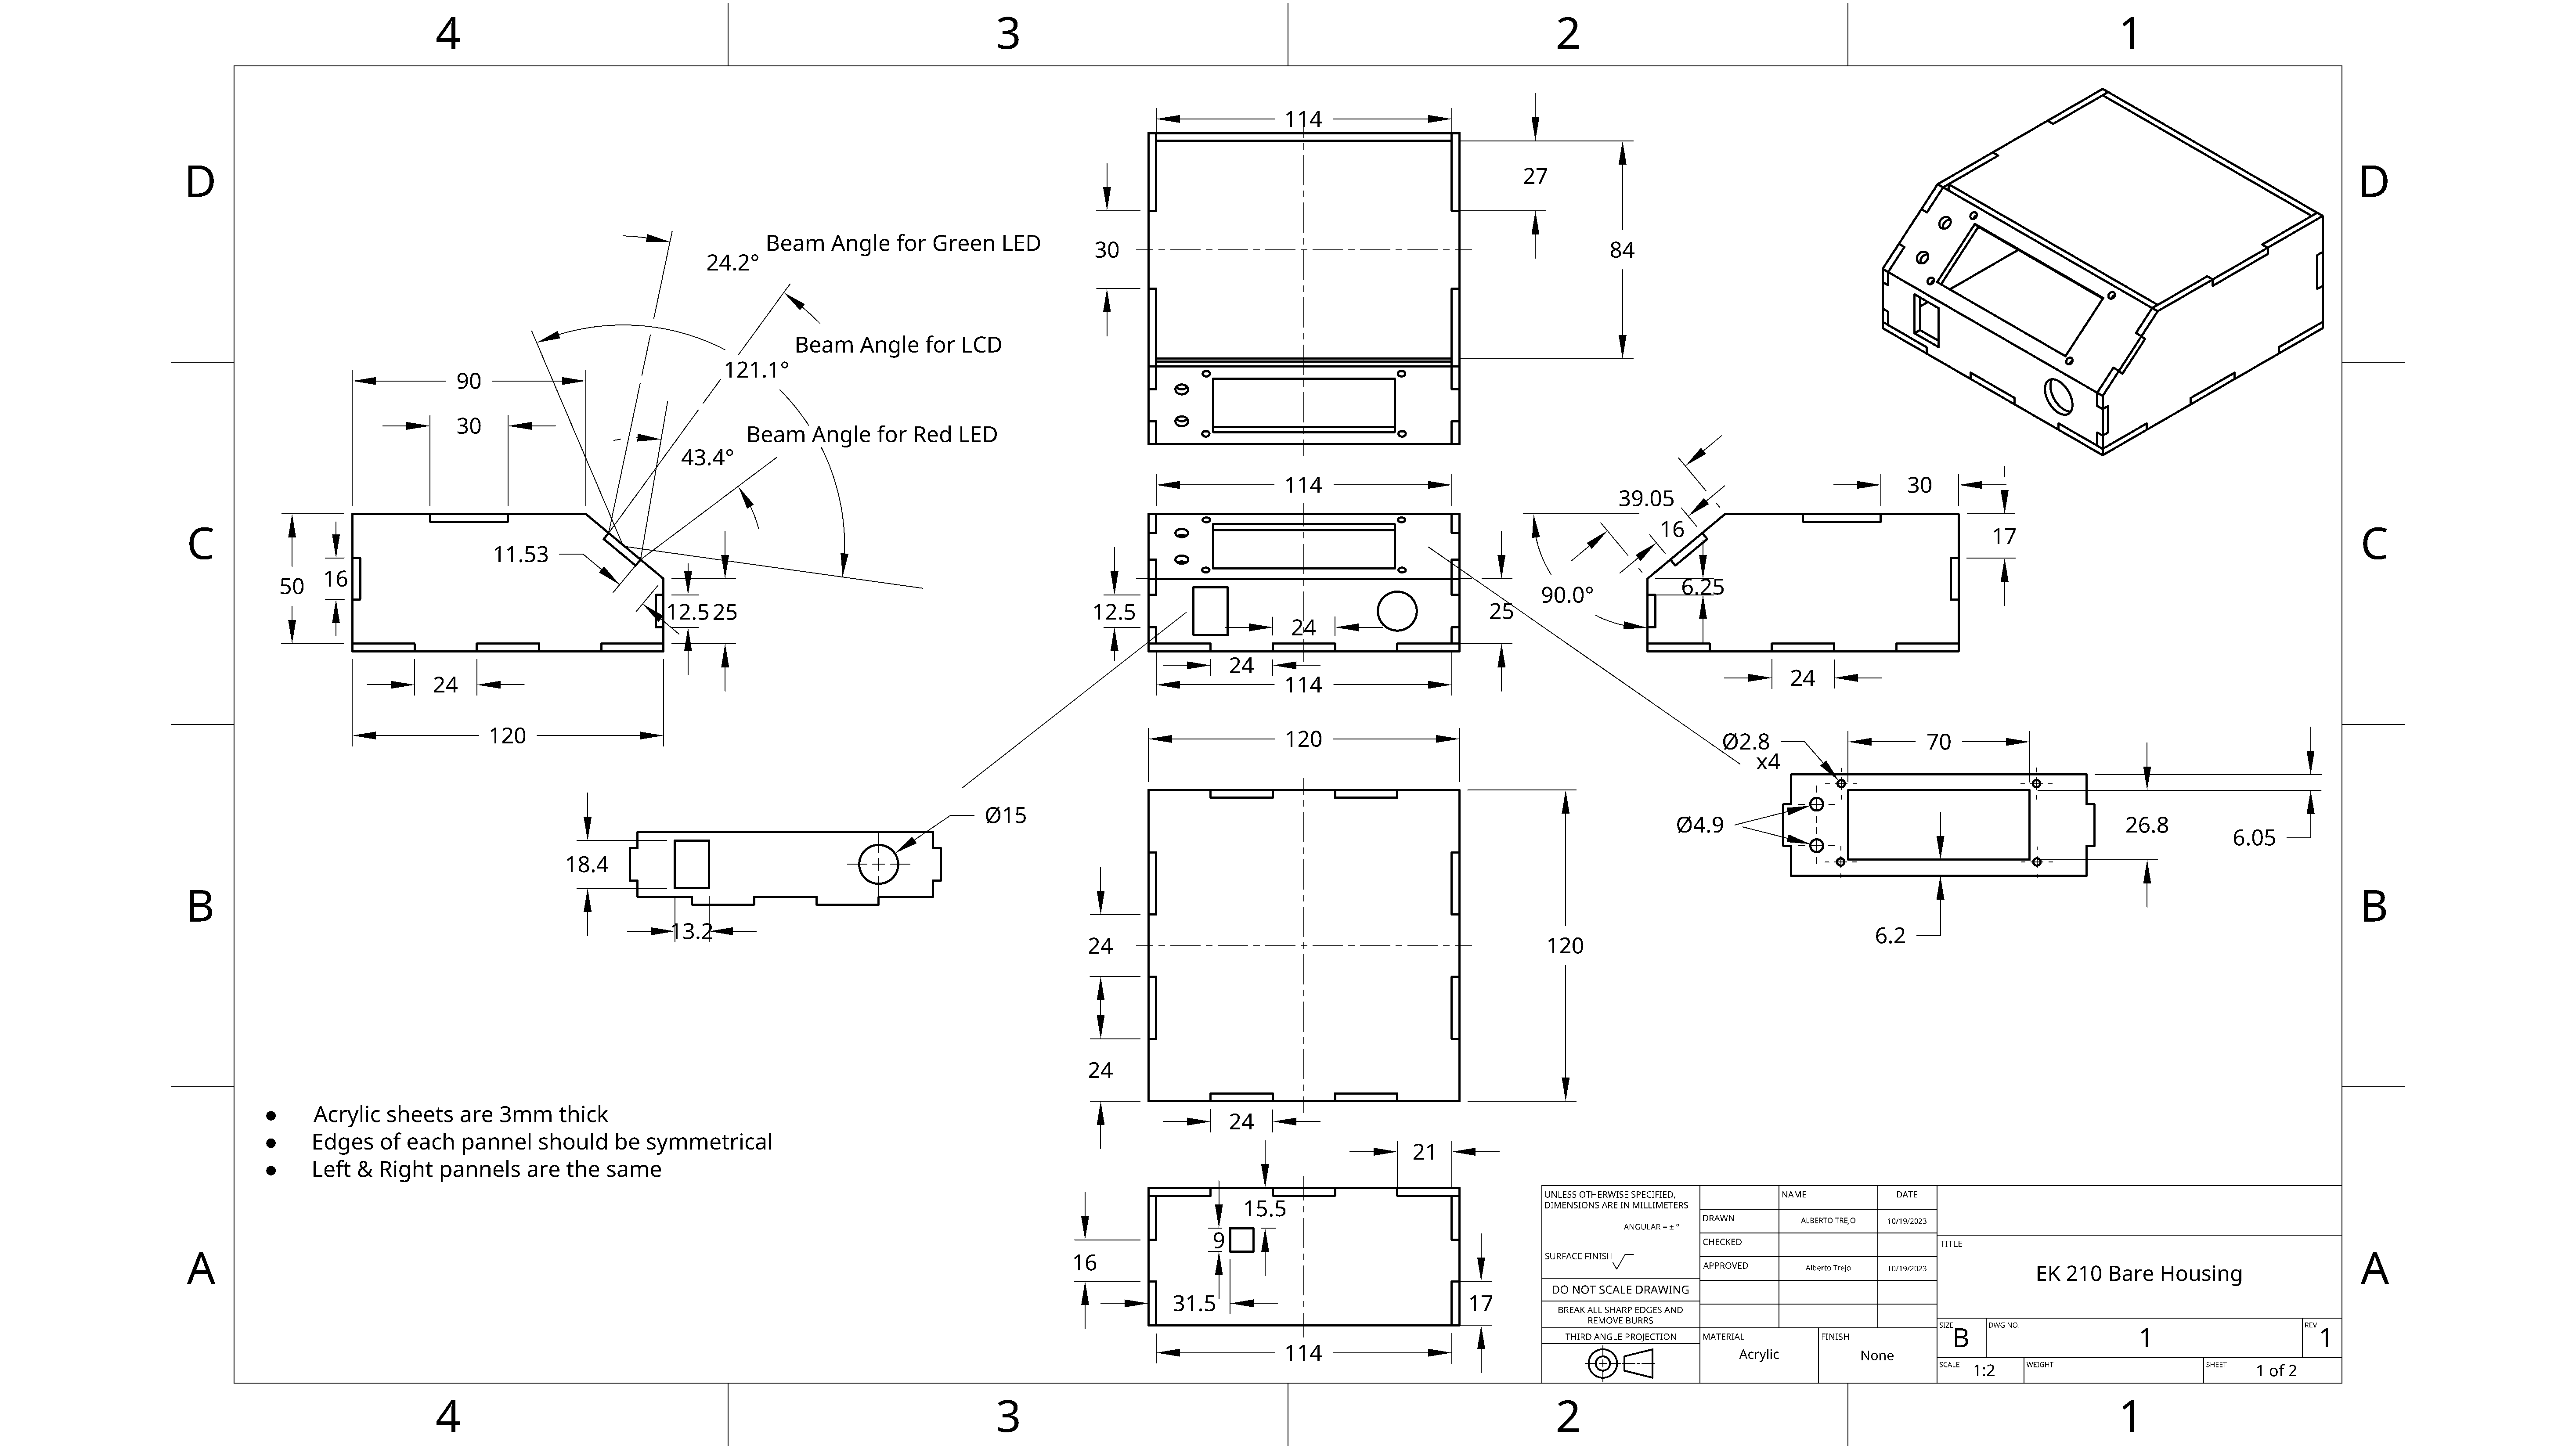 4 3 2 1
D D
C C
B B
A A
114
27
30
84
Beam Angle for Green LED
24.2°
Beam Angle for LCD
121.1°
90
30
Beam Angle for Red LED
43.4°
11.53
50
16
12.5
25
24
120
114
12.5
24
25
24
114
39.05
16
30
17
90.0°
6.25
24
120
Ø2.8
x4
70
Ø4.9
26.8
6.05
6.2
Ø15
18.4
13.2
24
120
24
24
21
15.5
9
16
31.5
17
114
● Acrylic sheets are 3mm thick
● Edges of each pannel should be symmetrical
● Left & Right pannels are the same
UNLESS OTHERWISE SPECIFIED,
DIMENSIONS ARE IN MILLIMETERS
ANGULAR = ± °
SURFACE FINISH
DO NOT SCALE DRAWING
BREAK ALL SHARP EDGES AND
REMOVE BURRS
THIRD ANGLE PROJECTION
NAME DATE
DRAWN ALBERTO TREJO 10/19/2023
CHECKED
APPROVED Alberto Trejo 10/19/2023
MATERIAL
Acrylic
FINISH
None
TITLE
EK 210 Bare Housing
SIZE
B
DWG NO.
1
REV.
1
SCALE 1:2
WEIGHT
SHEET 1 of 2
4 3 2 1